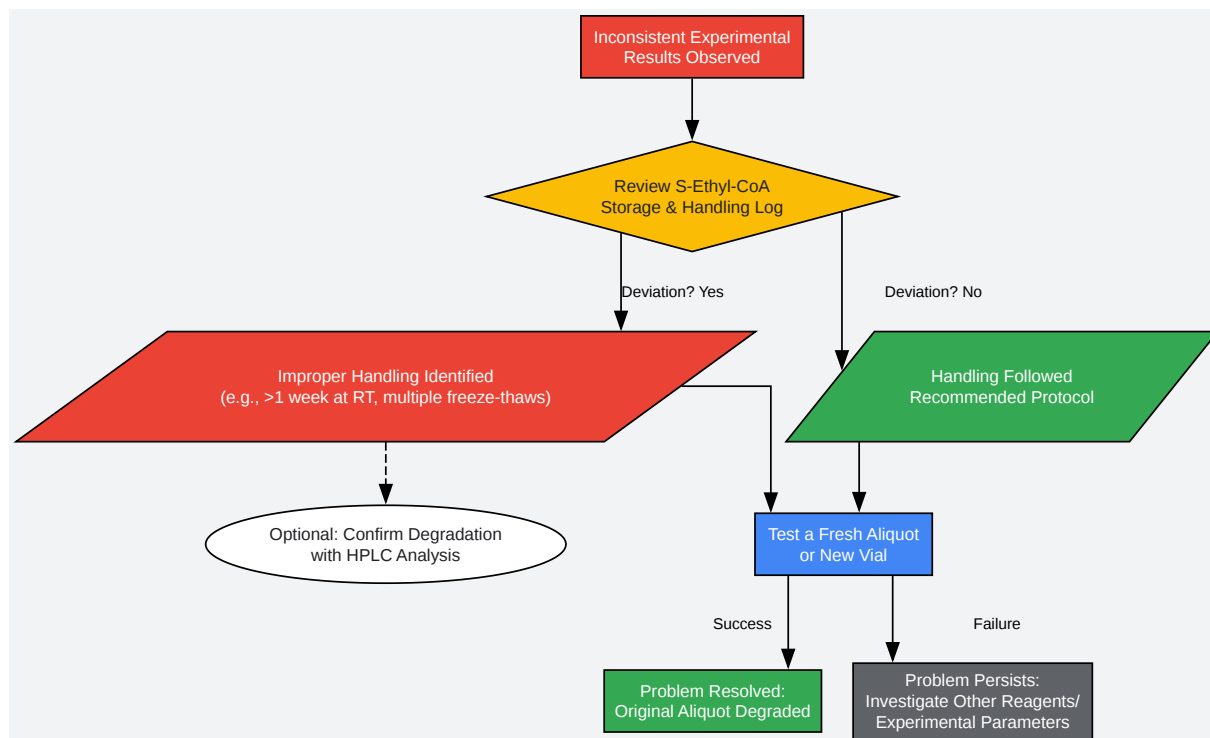 Inconsistent Experimental
Results Observed
Review S-Ethyl-CoA
Storage & Handling Log
Deviation? Yes
Deviation? No
Improper Handling Identified
(e.g., >1 week at RT, multiple freeze-thaws)
Handling Followed
Recommended Protocol
Optional: Confirm Degradation
with HPLC Analysis
Test a Fresh Aliquot
or New Vial
Success
Failure
Problem Resolved:
Original Aliquot Degraded
Problem Persists:
Investigate Other Reagents/
Experimental Parameters